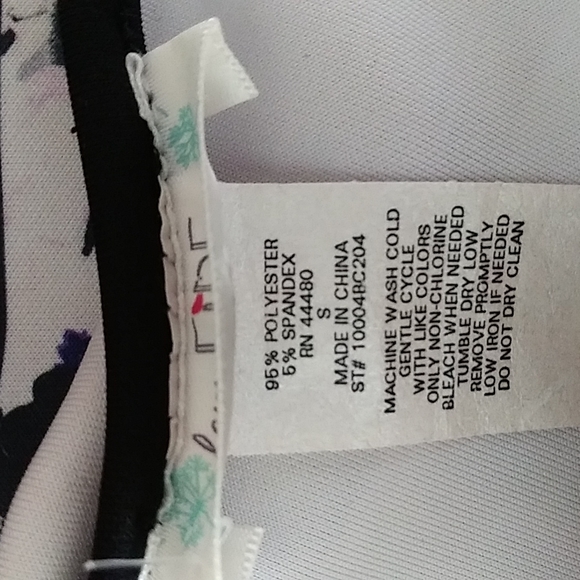 95% POLYESTER
5% SPANDEX
RN 44480
S
MADE IN CHINA
ST# 10004BC204
MACHINE WASH COLD
GENTLE CYCLE
WITH LIKE COLORS
ONLY NON-CHLORINE
BLEACH WHEN NEEDED
TUMBLE DRY LOW
REMOVE PROMPTLY
LOW IRON IF NEEDED
DO NOT DRY CLEAN